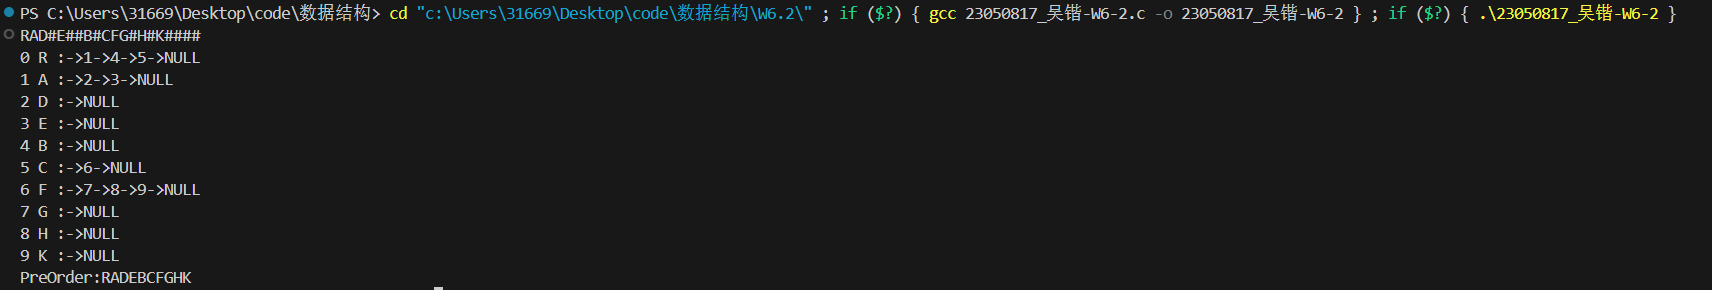 PS C:\Users\31669\Desktop\code\数据结构> cd "c:\Users\31669\Desktop\code\数据结构\W6.2\" ; if ($?) { gcc 23050817_吴锴-W6-2.c -o 23050817_吴锴-W6-2 } ; if ($?) { .\23050817_吴锴-W6-2 }
RAD#E##B#CFG#H#K####
0 R :->1->4->5->NULL
1 A :->2->3->NULL
2 D :->NULL
3 E :->NULL
4 B :->NULL
5 C :->6->NULL
6 F :->7->8->9->NULL
7 G :->NULL
8 H :->NULL
9 K :->NULL
PreOrder:RADEBCFGHK